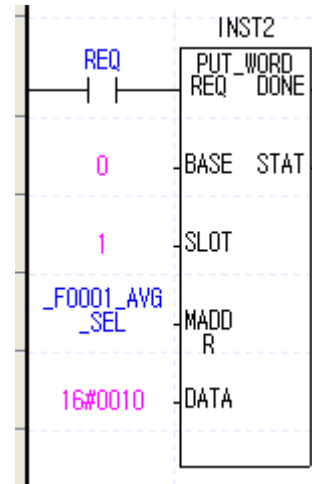 INST2
REQ
PUT_WORD
REQ DONE
0
BASE STAT
1
SLOT
_F0001_AVG
_SEL
MADD
R
16#0010
DATA